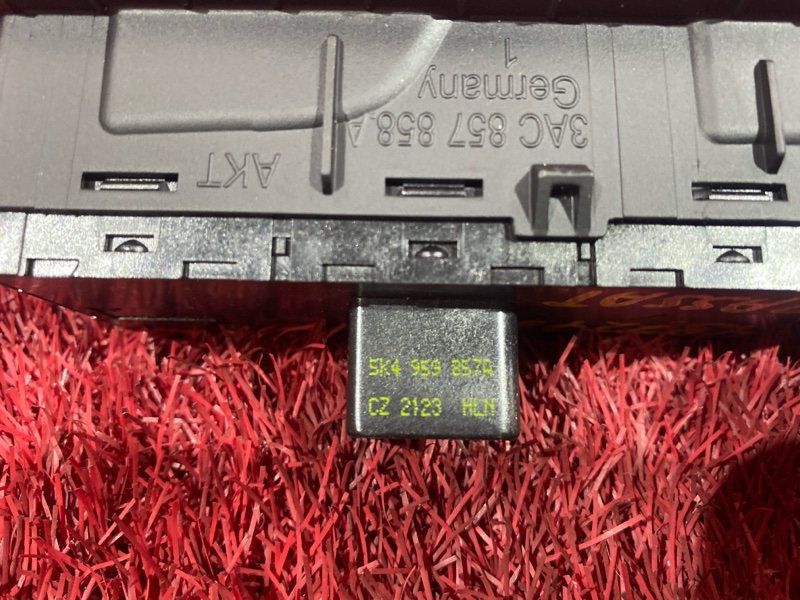 3AC 857 858 A
Germany
1
AKT
5K4 959 857A
CZ 2123 HLN